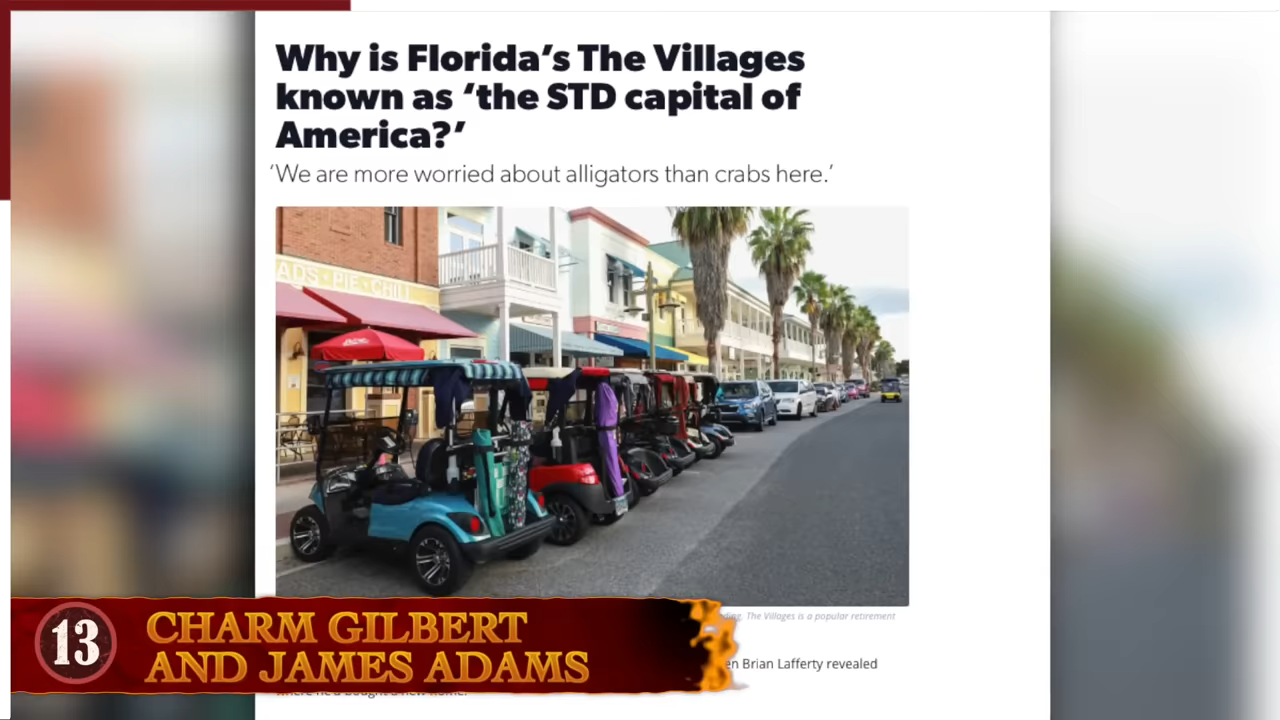 Why is Florida’s The Villages
known as ‘the STD capital of
America?’
‘We are more worried about alligators than crabs here.’
ADS • PIE • CHILI
The Villages is a popular retirement
13
CHARM GILBERT
AND JAMES ADAMS
en Brian Lafferty revealed